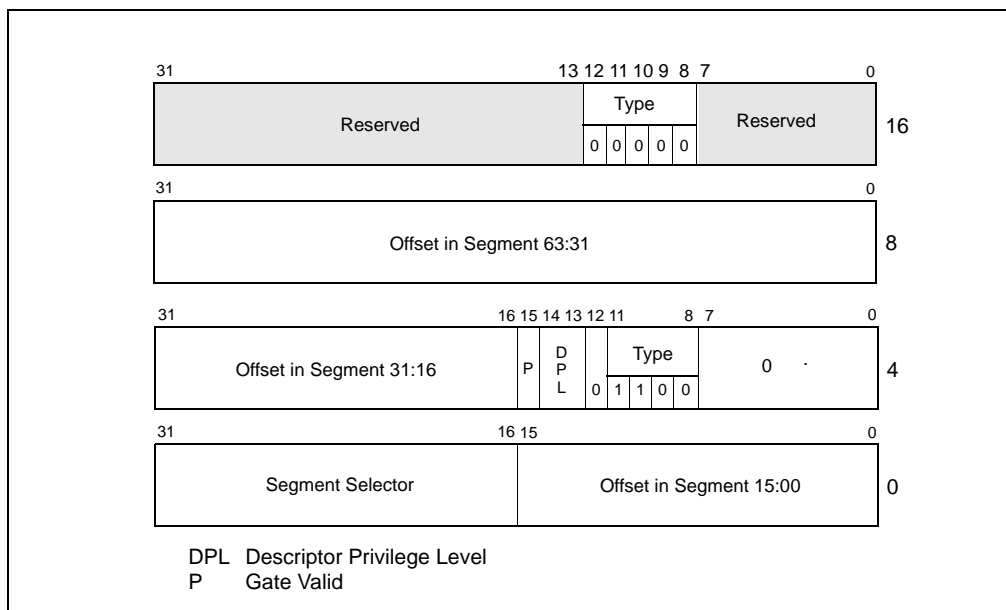 31 13 12 11 10 9 8 7 0
Type
Reserved Reserved 16
0 0 0 0 0
31 0
Offset in Segment 63:31 8
31 16 15 14 13 12 11 8 7 0
Offset in Segment 31:16 P DPL Type 0 . 4
0 1 1 0 0
31 16 15 0
Segment Selector Offset in Segment 15:00 0
DPL Descriptor Privilege Level
P Gate Valid